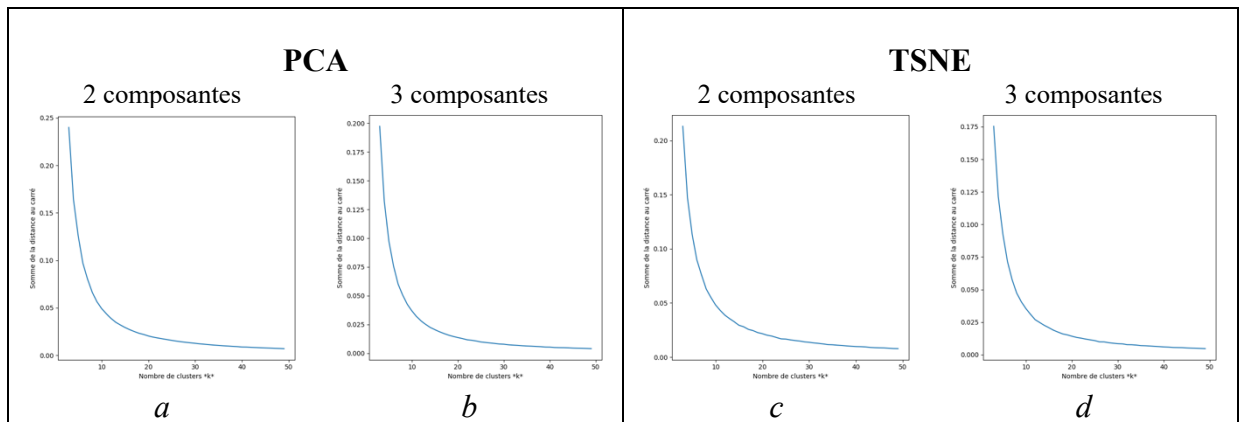 PCA
TSNE
2 composantes
3 composantes
2 composantes
3 composantes
0.25
0.20
0.15
0.10
0.05
0.00
Somme de la distance au carré
10 20 30 40 50
Nombre de clusters *k*
0.200
0.175
0.150
0.125
0.100
0.075
0.050
0.025
0.000
Somme de la distance au carré
10 20 30 40 50
Nombre de clusters *k*
0.20
0.15
0.10
0.05
0.00
Somme de la distance au carré
10 20 30 40 50
Nombre de clusters *k*
0.175
0.150
0.125
0.100
0.075
0.050
0.025
0.000
Somme de la distance au carré
10 20 30 40 50
Nombre de clusters *k*
a
b
c
d